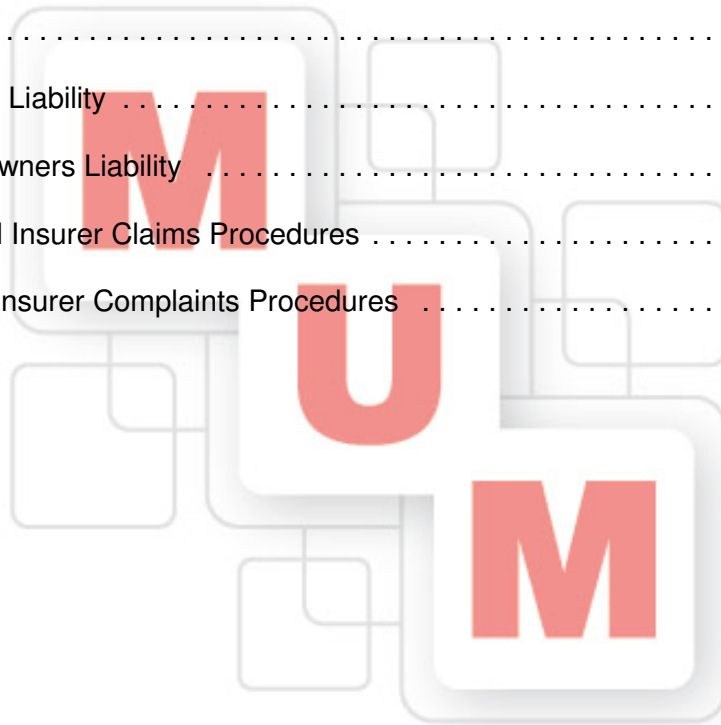 . . . . . . . . . . . . . . . . . . . . . . . . . . . . . . . . . . . . . . . . . . .
Liability . . . . . . . . . . . . . . . . . . . . . . . . . . . . . . . . . . . .
wners Liability . . . . . . . . . . . . . . . . . . . . . . . . . . . . . . .
Insurer Claims Procedures . . . . . . . . . . . . . . . . . . . . .
nsurer Complaints Procedures . . . . . . . . . . . . . . . . . .
M
U
M